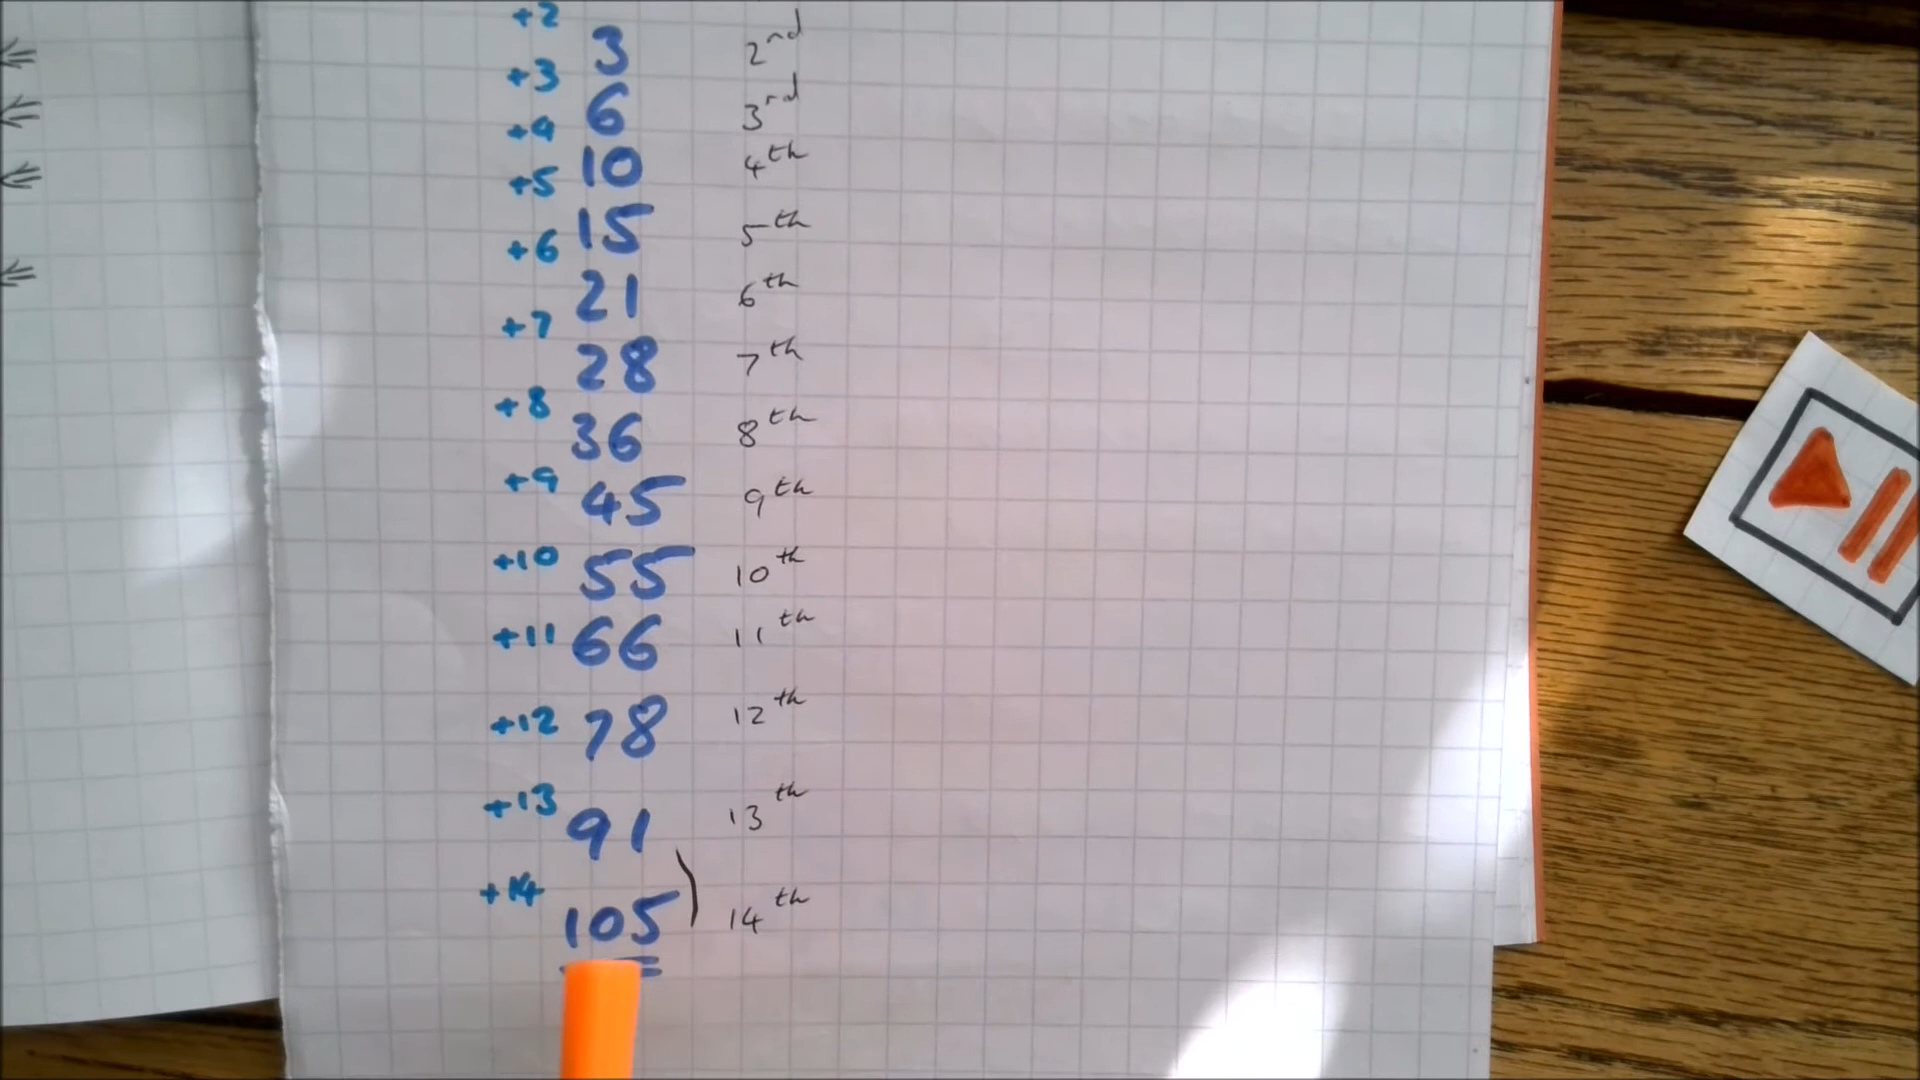 +2
3 2nd
+3
6 3rd
+4
10 4th
+5
15 5th
+6
21 6th
+7
28 7th
+8
36 8th
+9
45 9th
+10
55 10th
+11
66 11th
+12
78 12th
+13
91 13th
+14
105 14th